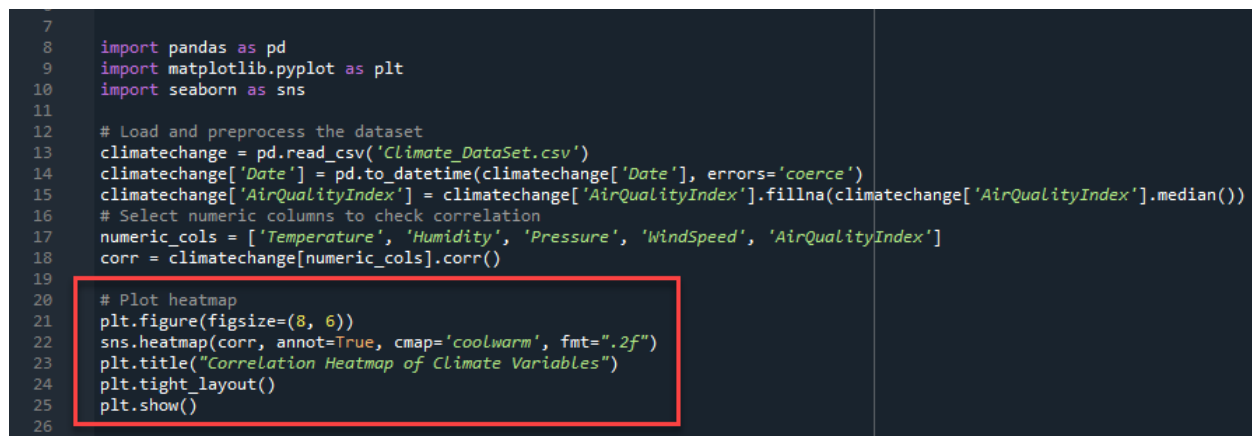 7
8 import pandas as pd
9 import matplotlib.pyplot as plt
10 import seaborn as sns
11
12 # Load and preprocess the dataset
13 climatechange = pd.read_csv('Climate_DataSet.csv')
14 climatechange['Date'] = pd.to_datetime(climatechange['Date'], errors='coerce')
15 climatechange['AirQualityIndex'] = climatechange['AirQualityIndex'].fillna(climatechange['AirQualityIndex'].median())
16 # Select numeric columns to check correlation
17 numeric_cols = ['Temperature', 'Humidity', 'Pressure', 'WindSpeed', 'AirQualityIndex']
18 corr = climatechange[numeric_cols].corr()
19
20 # Plot heatmap
21 plt.figure(figsize=(8, 6))
22 sns.heatmap(corr, annot=True, cmap='coolwarm', fmt=".2f")
23 plt.title("Correlation Heatmap of Climate Variables")
24 plt.tight_layout()
25 plt.show()
26